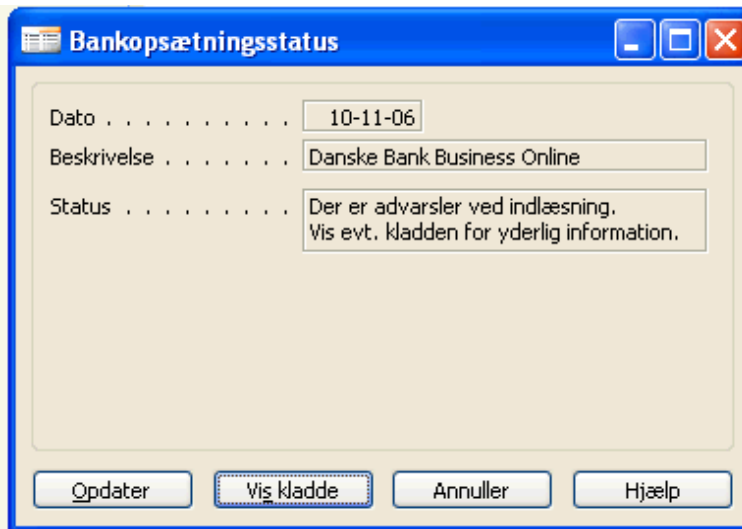 Bankopsætningsstatus
Dato . . . . . . . . . . 10-11-06
Beskrivelse . . . . . . . Danske Bank Business Online
Status . . . . . . . . . Der er advarsler ved indlæsning.
Vis evt. kladden for yderlig information.
Opdater Vis kladde Annuller Hjælp